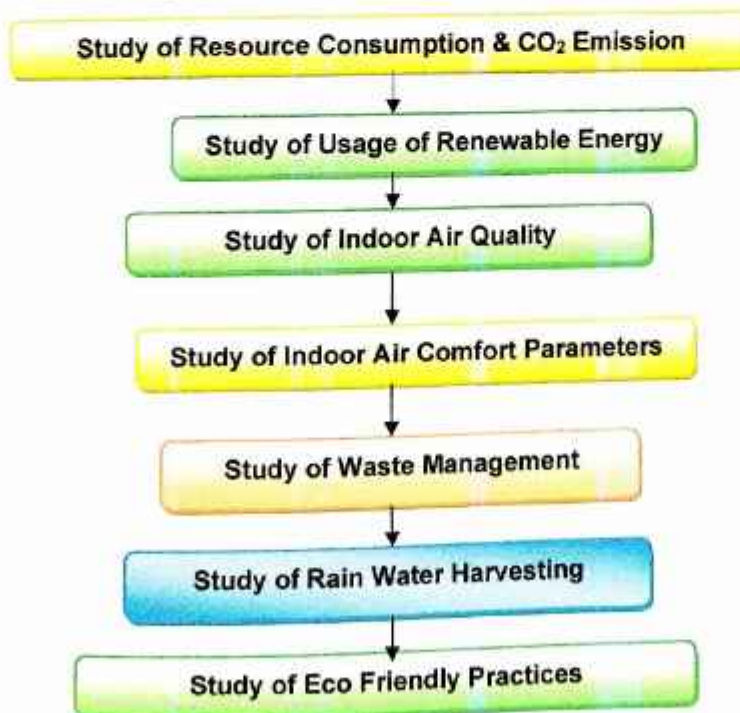 Study of Resource Consumption & CO₂ Emission
Study of Usage of Renewable Energy
Study of Indoor Air Quality
Study of Indoor Air Comfort Parameters
Study of Waste Management
Study of Rain Water Harvesting
Study of Eco Friendly Practices